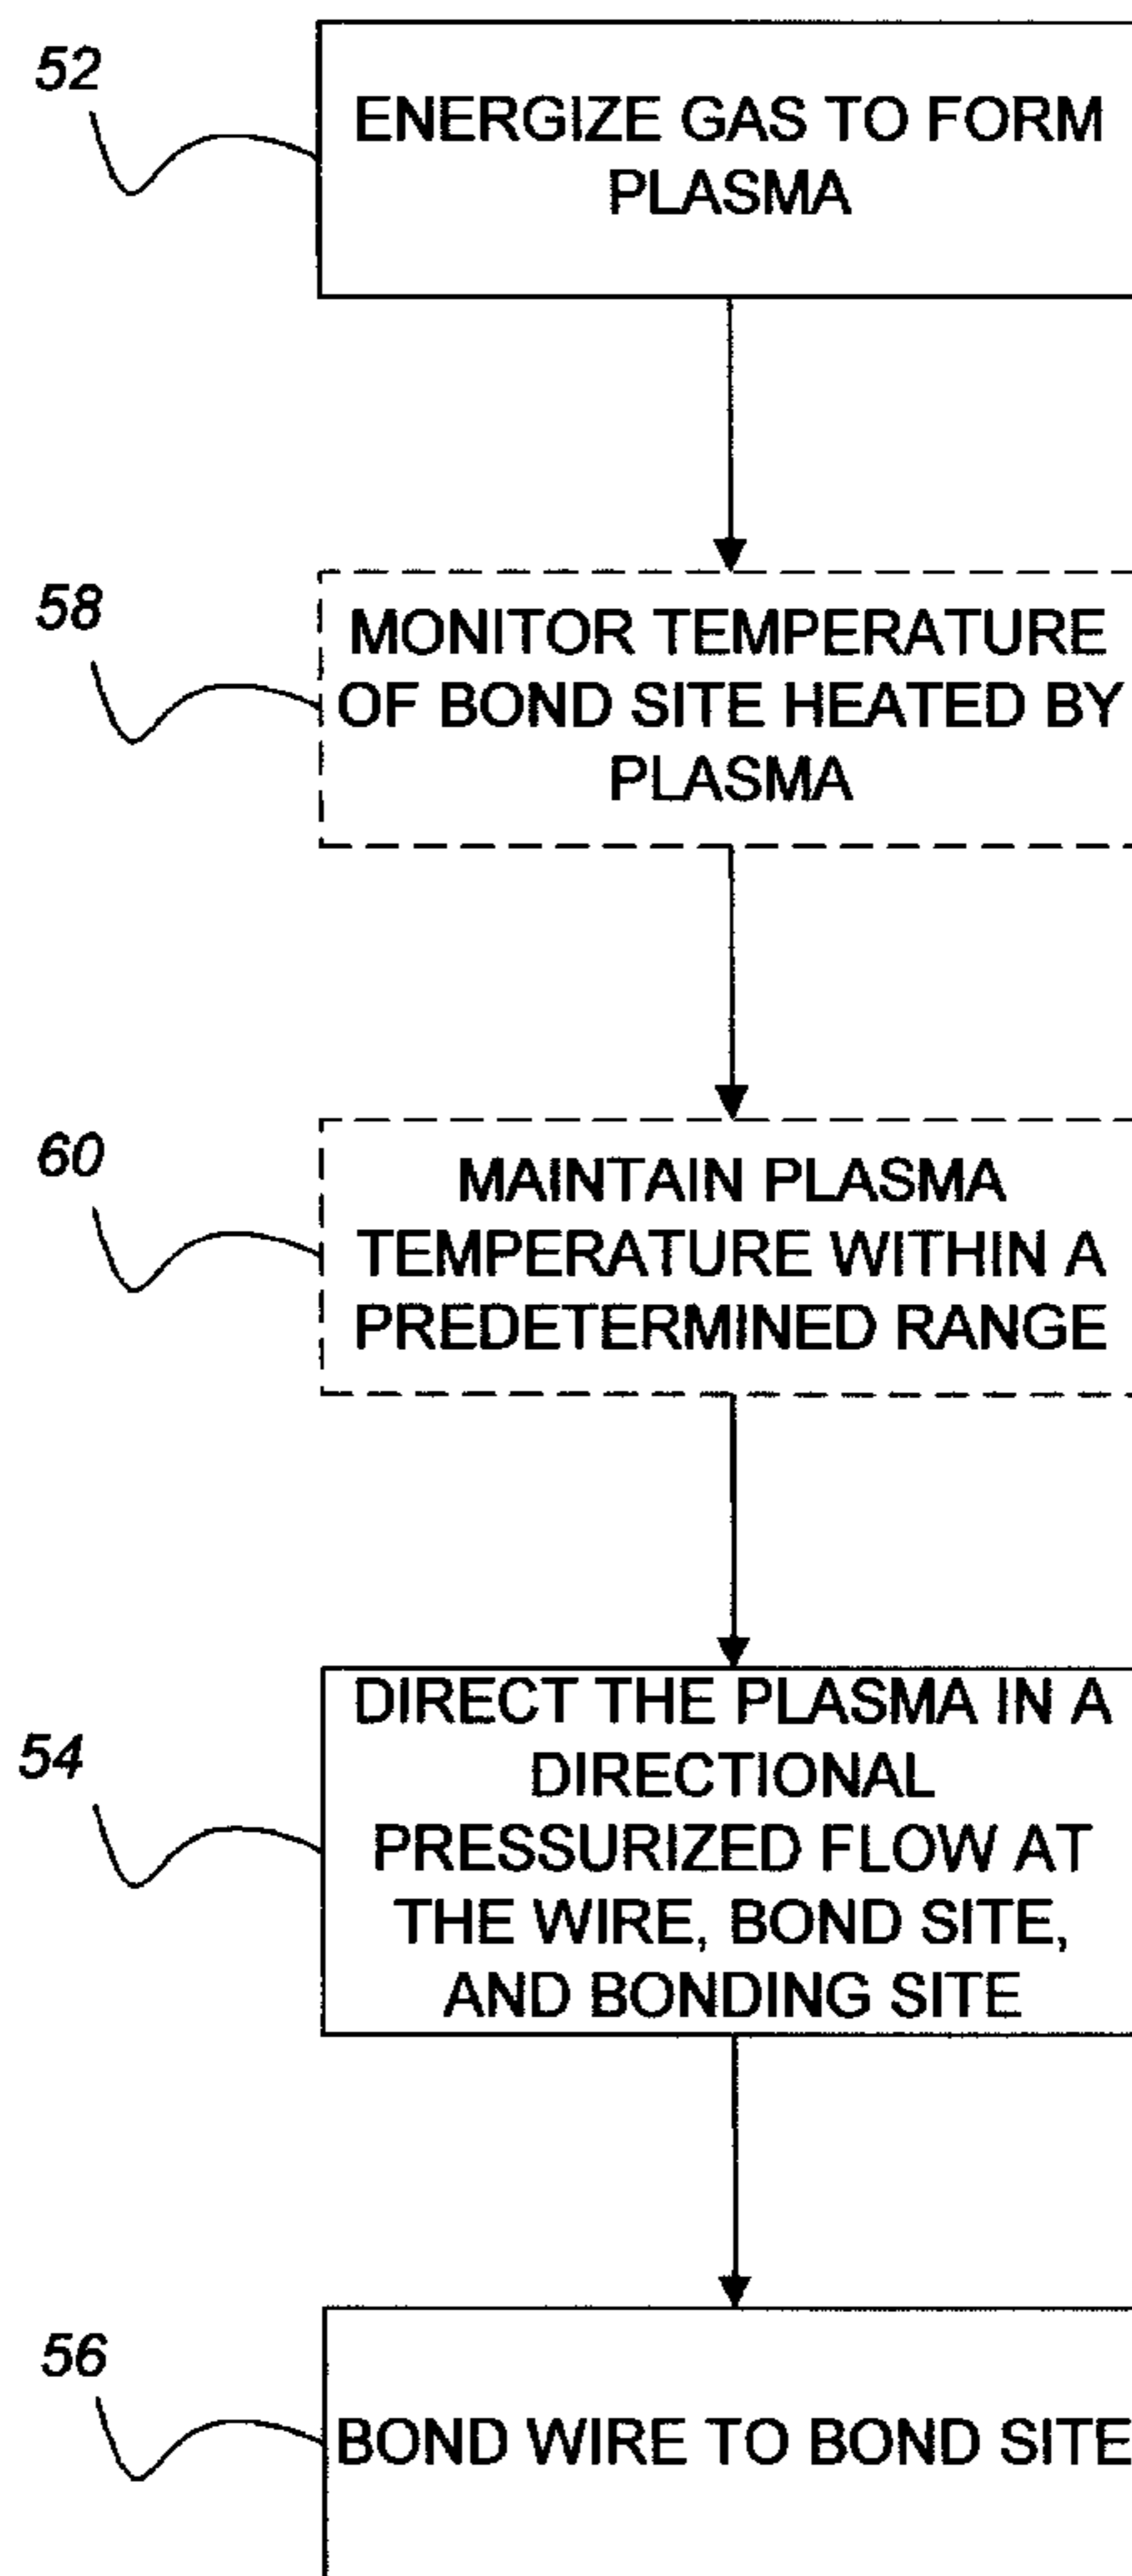 52
ENERGIZE GAS TO FORM
PLASMA
58
MONITOR TEMPERATURE
OF BOND SITE HEATED BY
PLASMA
60
MAINTAIN PLASMA
TEMPERATURE WITHIN A
PREDETERMINED RANGE
54
DIRECT THE PLASMA IN A
DIRECTIONAL
PRESSURIZED FLOW AT
THE WIRE, BOND SITE,
AND BONDING SITE
56
BOND WIRE TO BOND SITE